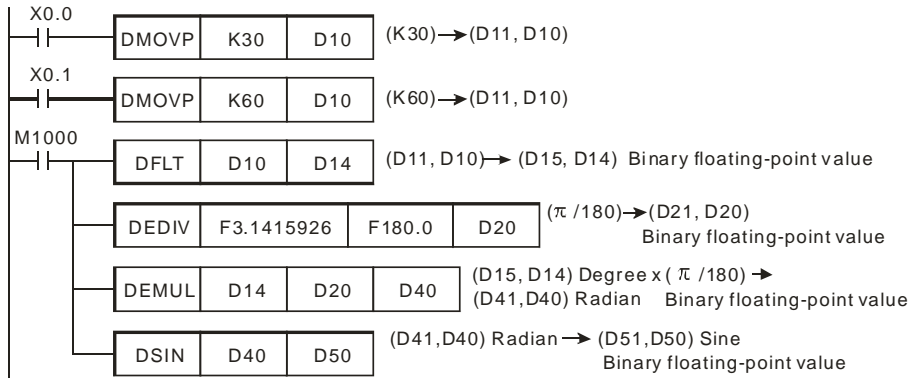 X0.0
DMOVP K30 D10 (K30)→(D11, D10)
X0.1
DMOVP K60 D10 (K60)→(D11, D10)
M1000
DFLT D10 D14 (D11, D10)→ (D15, D14) Binary floating-point value
DEDIV F3.1415926 F180.0 D20 (π /180)→(D21, D20)
Binary floating-point value
DEMUL D14 D20 D40 (D15, D14) Degree x ( π /180) →
(D41,D40) Radian Binary floating-point value
DSIN D40 D50 (D41,D40) Radian → (D51,D50) Sine
Binary floating-point value